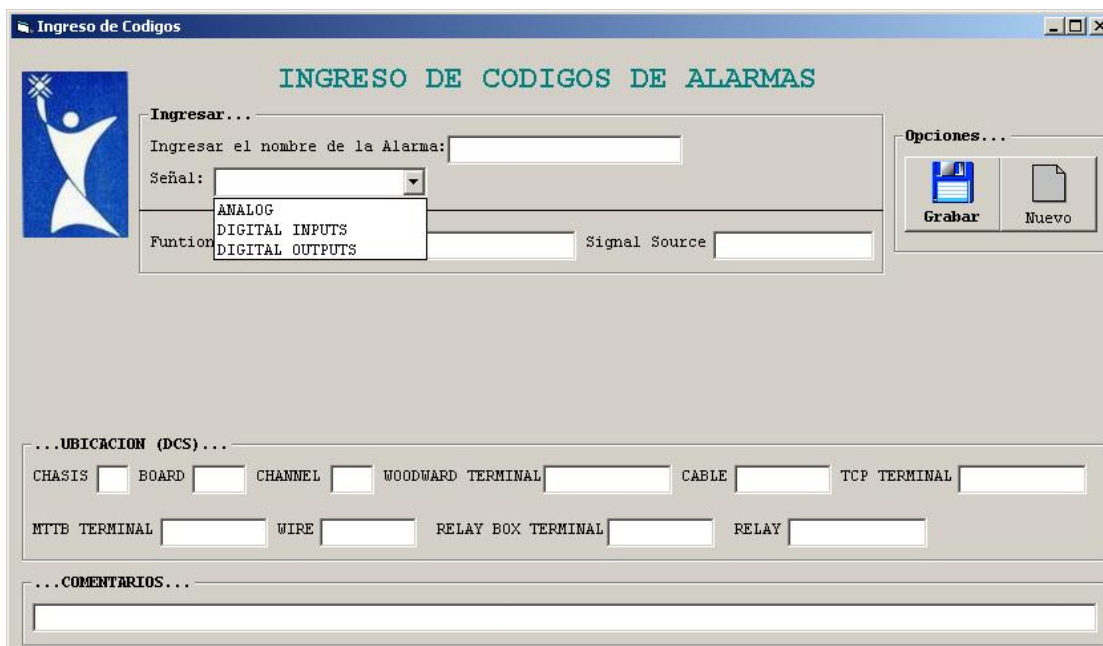 Ingreso de Codigos
INGRESO DE CODIGOS DE ALARMAS
Ingresar...
Ingresar el nombre de la Alarma:
Señal:
ANALOG
DIGITAL INPUTS
DIGITAL OUTPUTS
Funtion
Signal Source
Opciones...
Grabar
Nuevo
...UBICACION (DCS)...
CHASIS BOARD CHANNEL WOODWARD TERMINAL CABLE TCP TERMINAL
MTTB TERMINAL WIRE RELAY BOX TERMINAL RELAY
...COMENTARIOS...